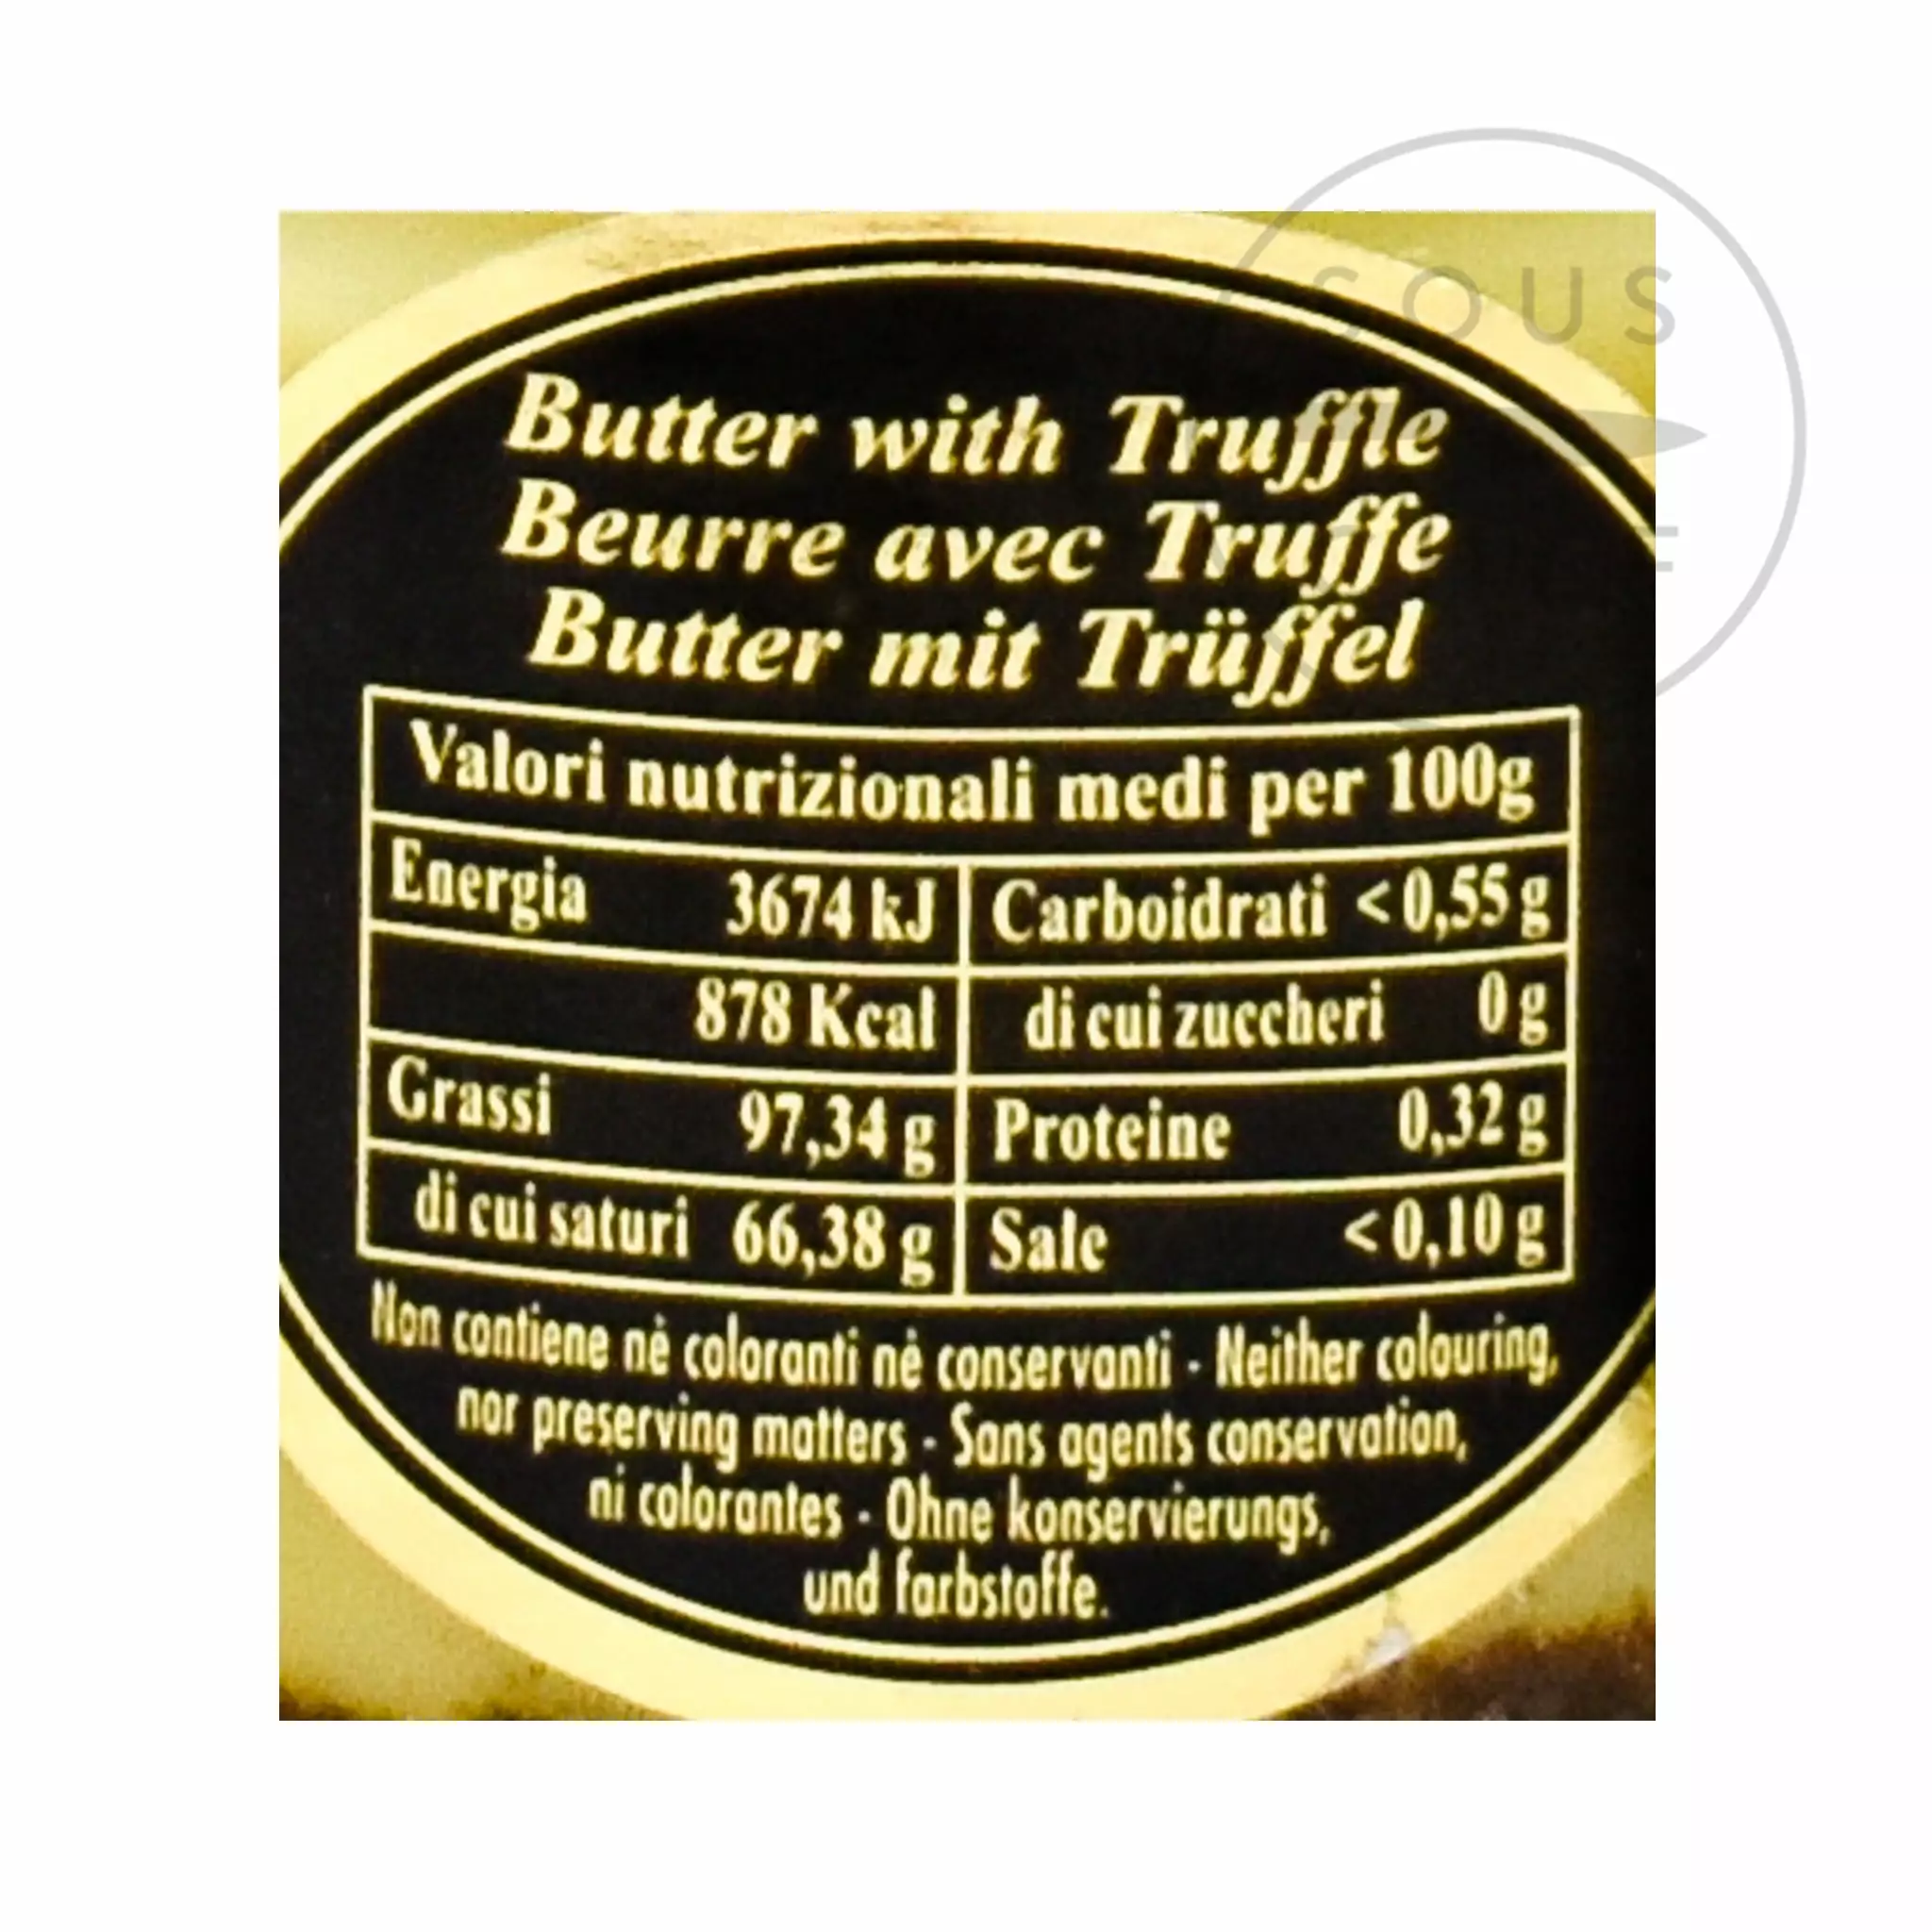 SOUS
Butter with Truffle
Beurre avec Truffe
Butter mit Trüffel
Valori nutrizionali medi per 100g
Energia 3674 kJ Carboidrati <0,55 g
878 Kcal di cui zuccheri 0 g
Grassi 97,34 g Proteine 0,32 g
di cui saturi 66,38 g Sale <0,10 g
Non contiene nè coloranti nè conservanti - Neither colouring,
nor preserving matters - Sans agents conservation,
ni colorantes - Ohne konservierungs,
und farbstoffe.